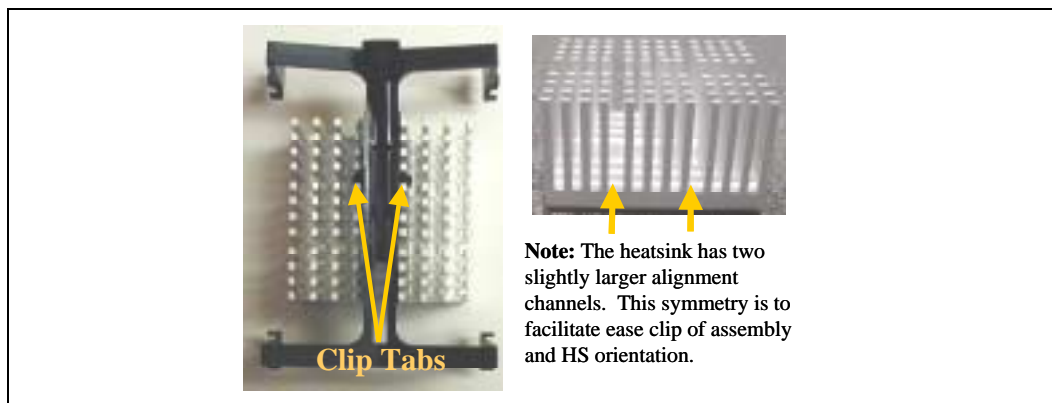 Clip Tabs
Note: The heatsink has two
slightly larger alignment
channels. This symmetry is to
facilitate ease clip of assembly
and HS orientation.